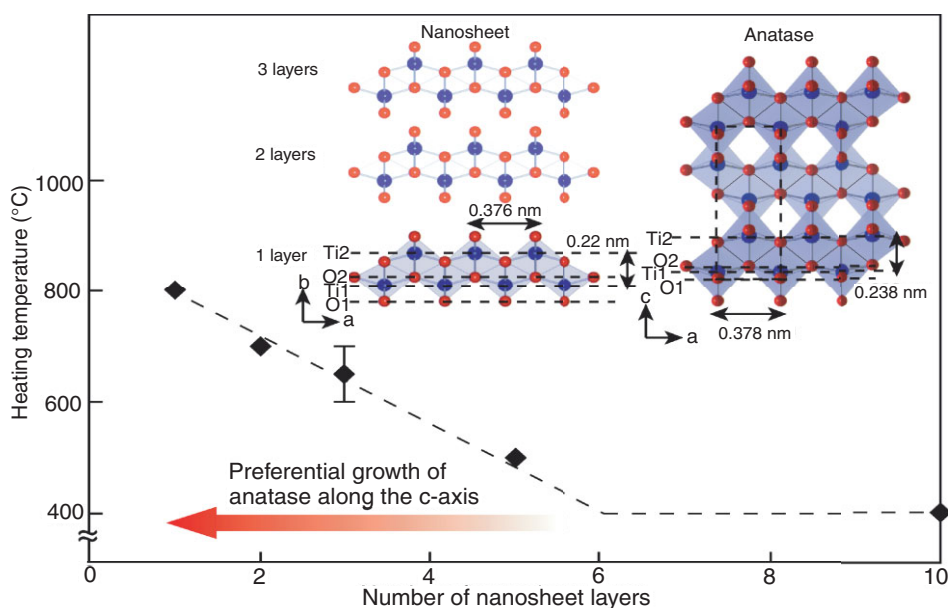 Nanosheet
Anatase
3 layers
2 layers
1 layer
0.376 nm
0.22 nm
Ti2
O2
Ti1
O1
b
a
Ti2
O2
Ti1
O1
0.238 nm
c
a
0.378 nm
Heating temperature (°C)
1000
800
600
400
Preferential growth of
anatase along the c-axis
0
2
4
6
8
10
Number of nanosheet layers